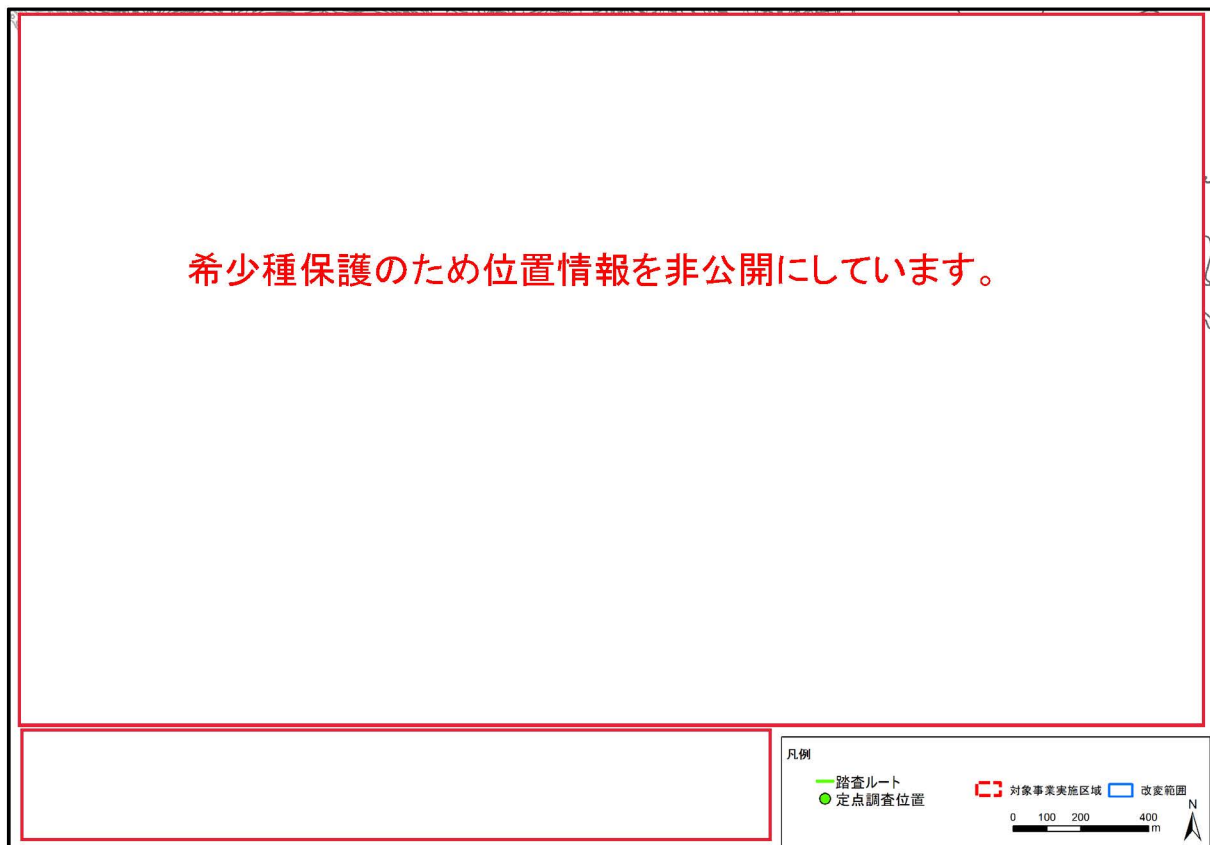 希少種保護のため位置情報を非公開にしています。
凡例
踏査ルート
定点調査位置
対象事業実施区域
改変範囲
N
0 100 200 400
m